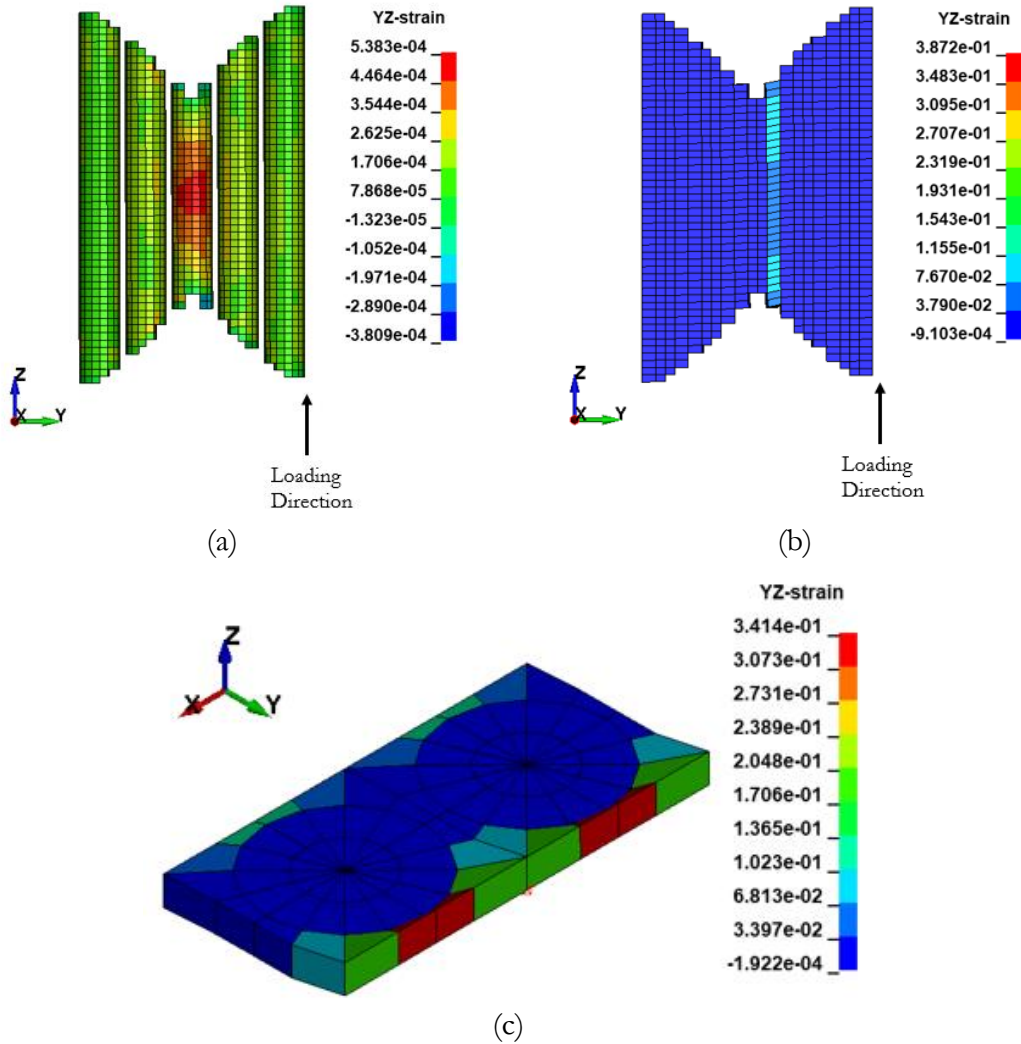 YZ-strain
5.383e-04
4.464e-04
3.544e-04
2.625e-04
1.706e-04
7.868e-05
-1.323e-05
-1.052e-04
-1.971e-04
-2.890e-04
-3.809e-04
Z
X
Y
Loading
Direction
(a)
YZ-strain
3.872e-01
3.483e-01
3.095e-01
2.707e-01
2.319e-01
1.931e-01
1.543e-01
1.155e-01
7.670e-02
3.790e-02
-9.103e-04
Z
X
Y
Loading
Direction
(b)
YZ-strain
3.414e-01
3.073e-01
2.731e-01
2.389e-01
2.048e-01
1.706e-01
1.365e-01
1.023e-01
6.813e-02
3.397e-02
-1.922e-04
Z
X
Y
(c)